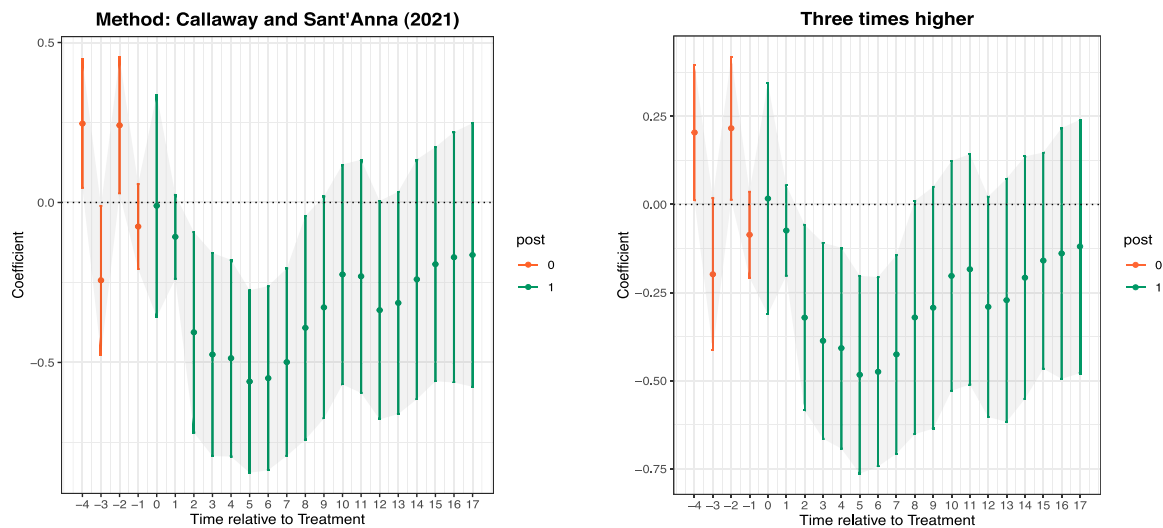 Method: Callaway and Sant'Anna (2021)
0.5
0.0
−0.5
Coefficient
−4 −3 −2 −1 0 1 2 3 4 5 6 7 8 9 10 11 12 13 14 15 16 17
Time relative to Treatment
post
0
1
Three times higher
0.25
0.00
−0.25
−0.50
−0.75
Coefficient
−4 −3 −2 −1 0 1 2 3 4 5 6 7 8 9 10 11 12 13 14 15 16 17
Time relative to Treatment
post
0
1